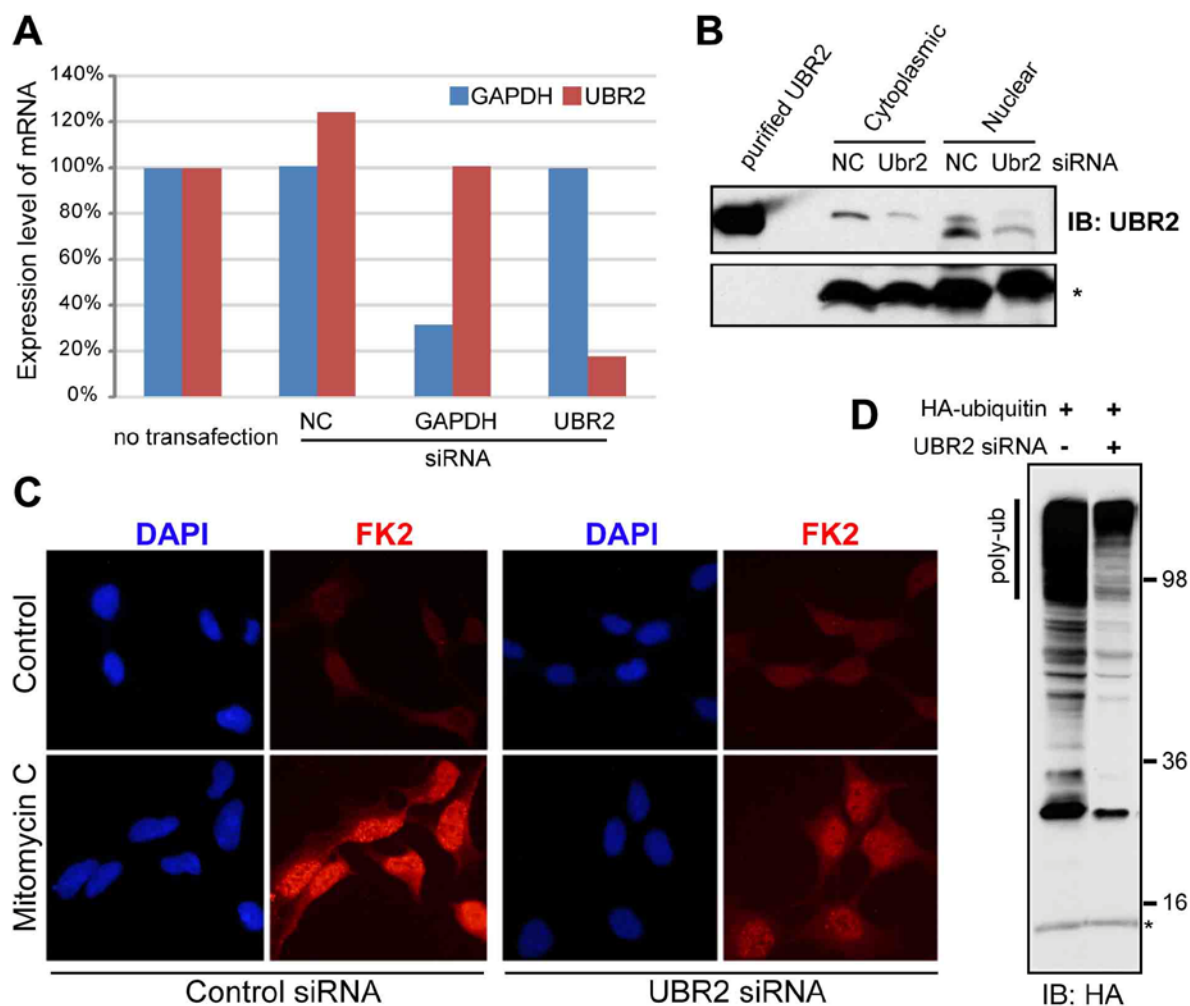 A
140%
120%
100%
80%
60%
40%
20%
0%
Expression level of mRNA
GAPDH UBR2
no transafection
NC GAPDH UBR2
siRNA
B
purified UBR2
Cytoplasmic
Nuclear
NC Ubr2 NC Ubr2 siRNA
IB: UBR2
*
C
DAPI FK2 DAPI FK2
Control
Mitomycin C
Control siRNA UBR2 siRNA
D
HA-ubiquitin + +
UBR2 siRNA - +
poly-ub
98
36
16
*
IB: HA